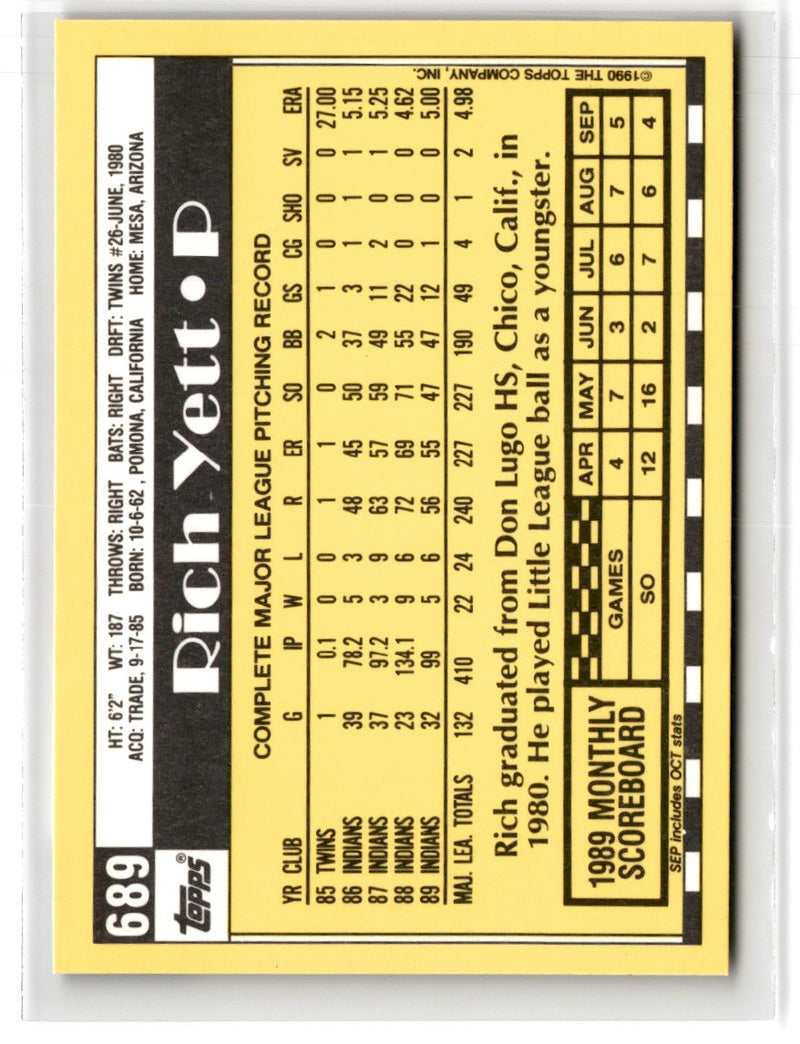 689
HT: 6'2" WT: 187 THROWS: RIGHT BATS: RIGHT DRFT: TWINS #26-JUNE, 1980
ACQ: TRADE, 9-17-85 BORN: 10-6-62 , POMONA, CALIFORNIA HOME: MESA, ARIZONA
Topps®
Rich Yett • P
COMPLETE MAJOR LEAGUE PITCHING RECORD
YR CLUB G IP W L R ER SO BB GS CG SHO SV ERA
85 TWINS 1 0.1 0 0 1 1 0 2 1 0 0 0 27.00
86 INDIANS 39 78.2 5 3 48 45 50 37 3 1 1 1 5.15
87 INDIANS 37 97.2 3 9 63 57 59 49 11 2 0 1 5.25
88 INDIANS 23 134.1 9 6 72 69 71 55 22 0 0 0 4.62
89 INDIANS 32 99 5 6 56 55 47 47 12 1 0 0 5.00
MAJ. LEA. TOTALS 132 410 22 24 240 227 227 190 49 4 1 2 4.98
Rich graduated from Don Lugo HS, Chico, Calif., in
1980. He played Little League ball as a youngster.
1989 MONTHLY
SCOREBOARD
APR MAY JUN JUL AUG SEP
GAMES 4 7 3 6 7 5
SO 12 16 2 7 6 4
SEP includes OCT stats
©1990 THE TOPPS COMPANY, INC.